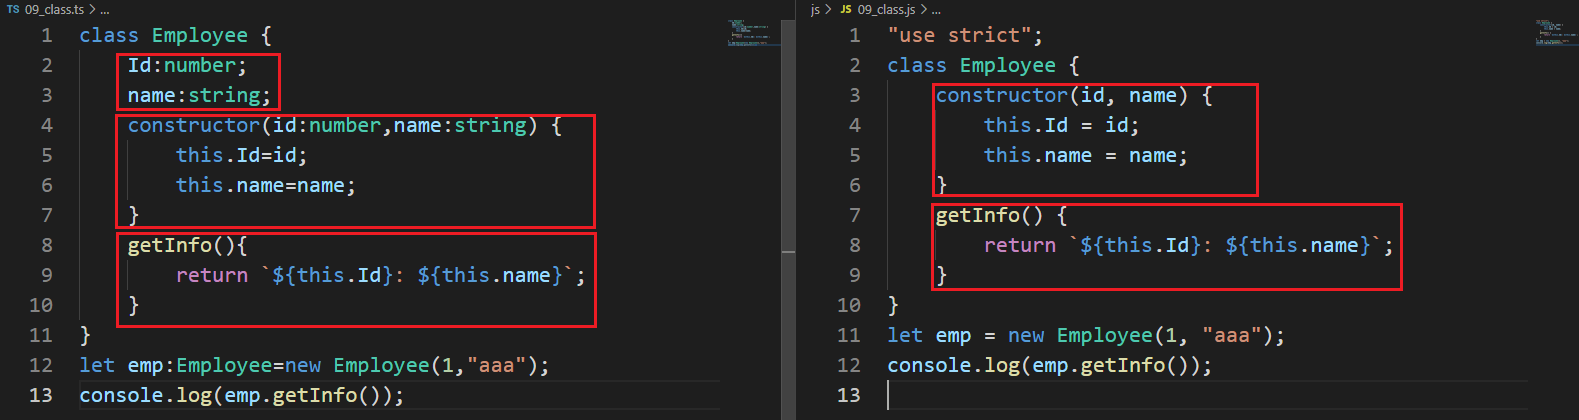 TS 09_class.ts > ...
1 class Employee {
2     Id:number;
3     name:string;
4     constructor(id:number,name:string) {
5         this.Id=id;
6         this.name=name;
7     }
8     getInfo(){
9         return `${this.Id}: ${this.name}`;
10     }
11 }
12 let emp:Employee=new Employee(1,"aaa");
13 console.log(emp.getInfo());
js > JS 09_class.js > ...
1 "use strict";
2 class Employee {
3     constructor(id, name) {
4         this.Id = id;
5         this.name = name;
6     }
7     getInfo() {
8         return `${this.Id}: ${this.name}`;
9     }
10 }
11 let emp = new Employee(1, "aaa");
12 console.log(emp.getInfo());
13